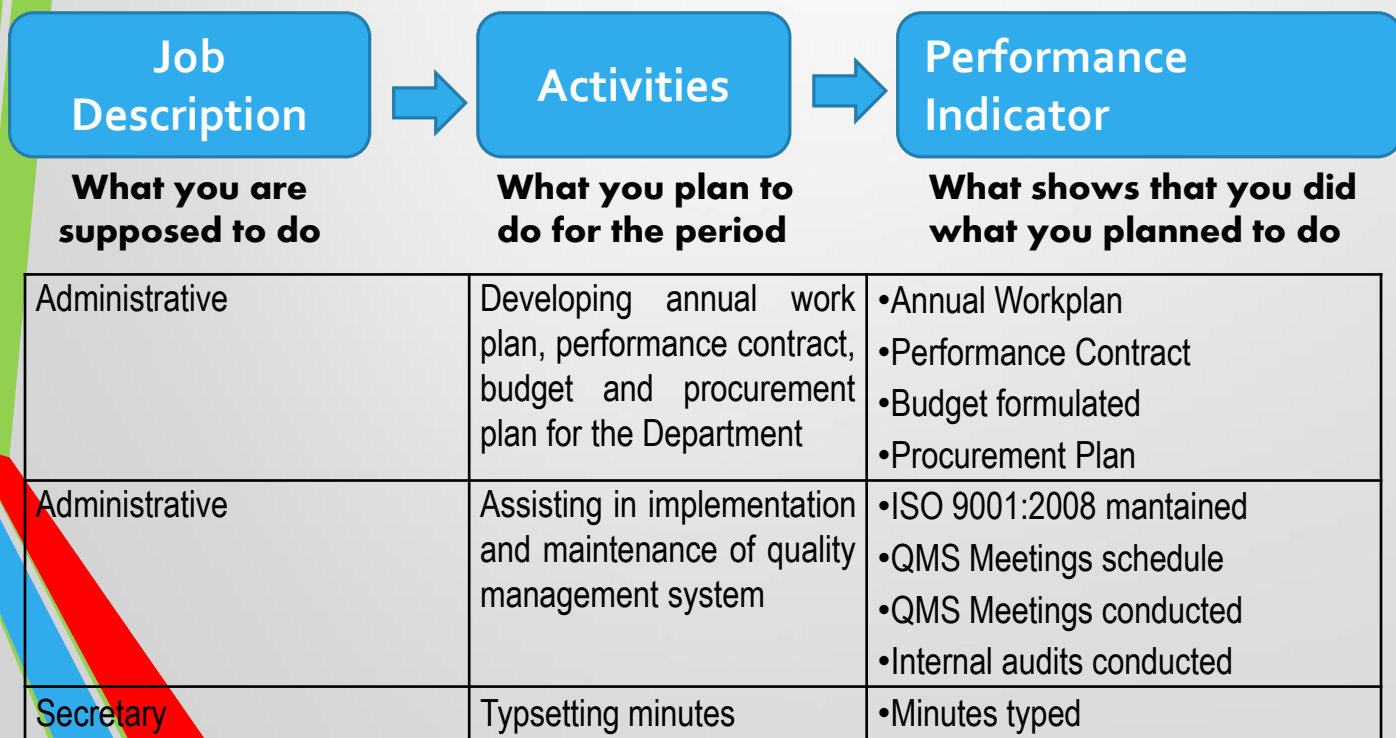 Job
Description
Activities
Performance
Indicator
What you are
supposed to do
What you plan to
do for the period
What shows that you did
what you planned to do
Administrative
Developing annual work
plan, performance contract,
budget and procurement
plan for the Department
•Annual Workplan
•Performance Contract
•Budget formulated
•Procurement Plan
Administrative
Assisting in implementation
and maintenance of quality
management system
•ISO 9001:2008 mantained
•QMS Meetings schedule
•QMS Meetings conducted
•Internal audits conducted
Secretary
Typsetting minutes
•Minutes typed